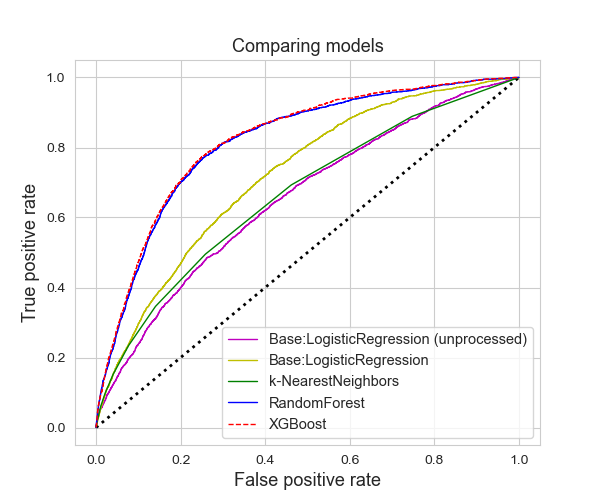 Comparing models
True positive rate
1.0
0.8
0.6
0.4
0.2
0.0
Base:LogisticRegression (unprocessed)
Base:LogisticRegression
k-NearestNeighbors
RandomForest
XGBoost
0.0 0.2 0.4 0.6 0.8 1.0
False positive rate